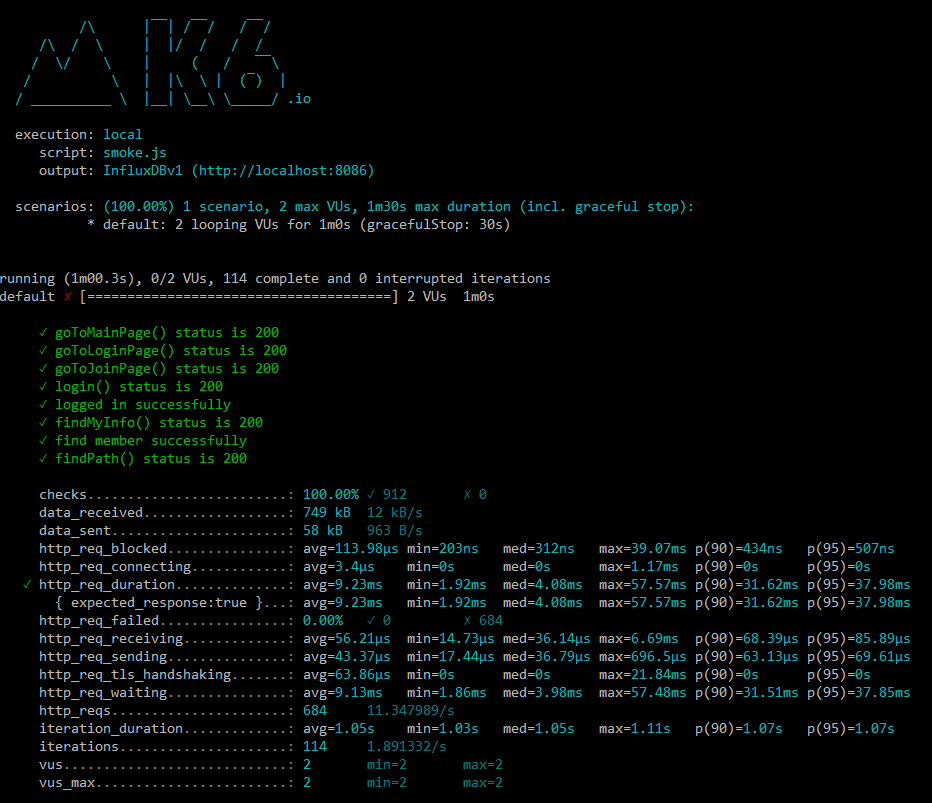 /\      |‾‾| /‾‾/   /‾‾/
     /\  /  \     |  |/  /   /  /
    /  \/    \    |     (   /   ‾‾\
   /          \   |  |\  \ |  (‾)  |
  / __________ \  |__| \__\ \_____/ .io

  execution: local
     script: smoke.js
     output: InfluxDBv1 (http://localhost:8086)

  scenarios: (100.00%) 1 scenario, 2 max VUs, 1m30s max duration (incl. graceful stop):
           * default: 2 looping VUs for 1m0s (gracefulStop: 30s)

running (1m00.3s), 0/2 VUs, 114 complete and 0 interrupted iterations
default ✗ [======================================] 2 VUs  1m0s

     ✓ goToMainPage() status is 200
     ✓ goToLoginPage() status is 200
     ✓ goToJoinPage() status is 200
     ✓ login() status is 200
     ✓ logged in successfully
     ✓ findMyInfo() status is 200
     ✓ find member successfully
     ✓ findPath() status is 200

     checks.........................: 100.00% ✓ 912       ✗ 0
     data_received..................: 749 kB  12 kB/s
     data_sent......................: 58 kB   963 B/s
     http_req_blocked...............: avg=113.98µs min=203ns   med=312ns   max=39.07ms p(90)=434ns   p(95)=507ns
     http_req_connecting............: avg=3.4µs    min=0s      med=0s      max=1.17ms  p(90)=0s      p(95)=0s
   ✓ http_req_duration..............: avg=9.23ms   min=1.92ms  med=4.08ms  max=57.57ms p(90)=31.62ms p(95)=37.98ms
       { expected_response:true }...: avg=9.23ms   min=1.92ms  med=4.08ms  max=57.57ms p(90)=31.62ms p(95)=37.98ms
     http_req_failed................: 0.00%   ✓ 0         ✗ 684
     http_req_receiving.............: avg=56.21µs  min=14.73µs med=36.14µs max=6.69ms  p(90)=68.39µs p(95)=85.89µs
     http_req_sending...............: avg=43.37µs  min=17.44µs med=36.79µs max=696.5µs p(90)=63.13µs p(95)=69.61µs
     http_req_tls_handshaking.......: avg=63.86µs  min=0s      med=0s      max=21.84ms p(90)=0s      p(95)=0s
     http_req_waiting...............: avg=9.13ms   min=1.86ms  med=3.98ms  max=57.48ms p(90)=31.51ms p(95)=37.85ms
     http_reqs......................: 684     11.347989/s
     iteration_duration.............: avg=1.05s    min=1.03s   med=1.05s   max=1.11s   p(90)=1.07s   p(95)=1.07s
     iterations.....................: 114     1.891332/s
     vus............................: 2       min=2       max=2
     vus_max........................: 2       min=2       max=2